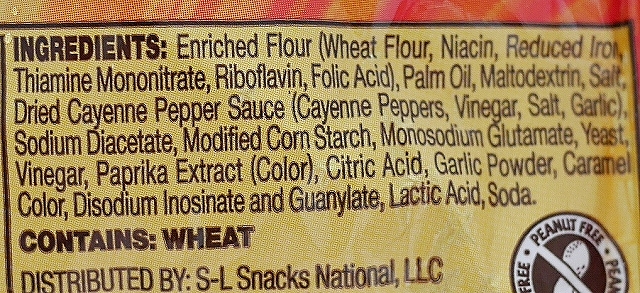 INGREDIENTS: Enriched Flour (Wheat Flour, Niacin, Reduced Iron,
Thiamine Mononitrate, Riboflavin, Folic Acid), Palm Oil, Maltodextrin, Salt,
Dried Cayenne Pepper Sauce (Cayenne Peppers, Vinegar, Salt, Garlic),
Sodium Diacetate, Modified Corn Starch, Monosodium Glutamate, Yeast,
Vinegar, Paprika Extract (Color), Citric Acid, Garlic Powder, Caramel
Color, Disodium Inosinate and Guanylate, Lactic Acid, Soda.
CONTAINS: WHEAT
DISTRIBUTED BY: S-L Snacks National, LLC
FREE • PEANUT FREE • PEAN